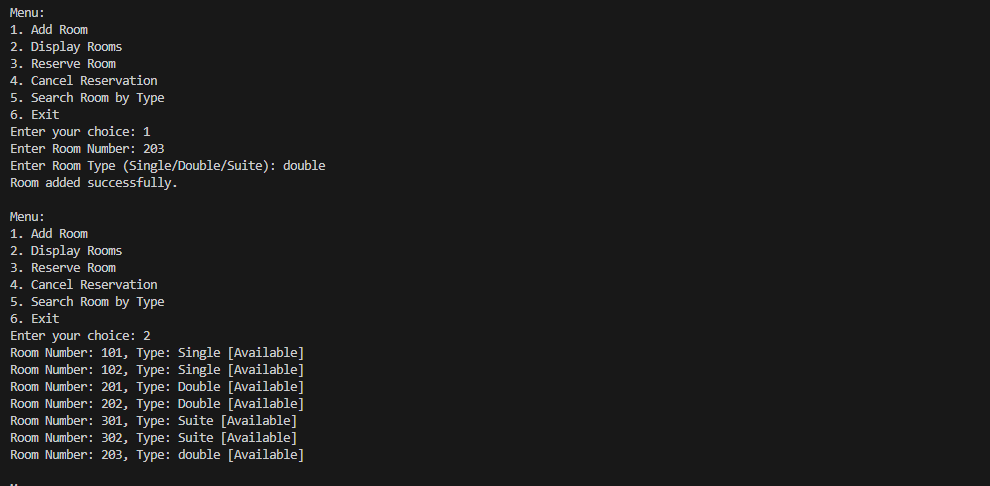 Menu:
1. Add Room
2. Display Rooms
3. Reserve Room
4. Cancel Reservation
5. Search Room by Type
6. Exit
Enter your choice: 1
Enter Room Number: 203
Enter Room Type (Single/Double/Suite): double
Room added successfully.

Menu:
1. Add Room
2. Display Rooms
3. Reserve Room
4. Cancel Reservation
5. Search Room by Type
6. Exit
Enter your choice: 2
Room Number: 101, Type: Single [Available]
Room Number: 102, Type: Single [Available]
Room Number: 201, Type: Double [Available]
Room Number: 202, Type: Double [Available]
Room Number: 301, Type: Suite [Available]
Room Number: 302, Type: Suite [Available]
Room Number: 203, Type: double [Available]